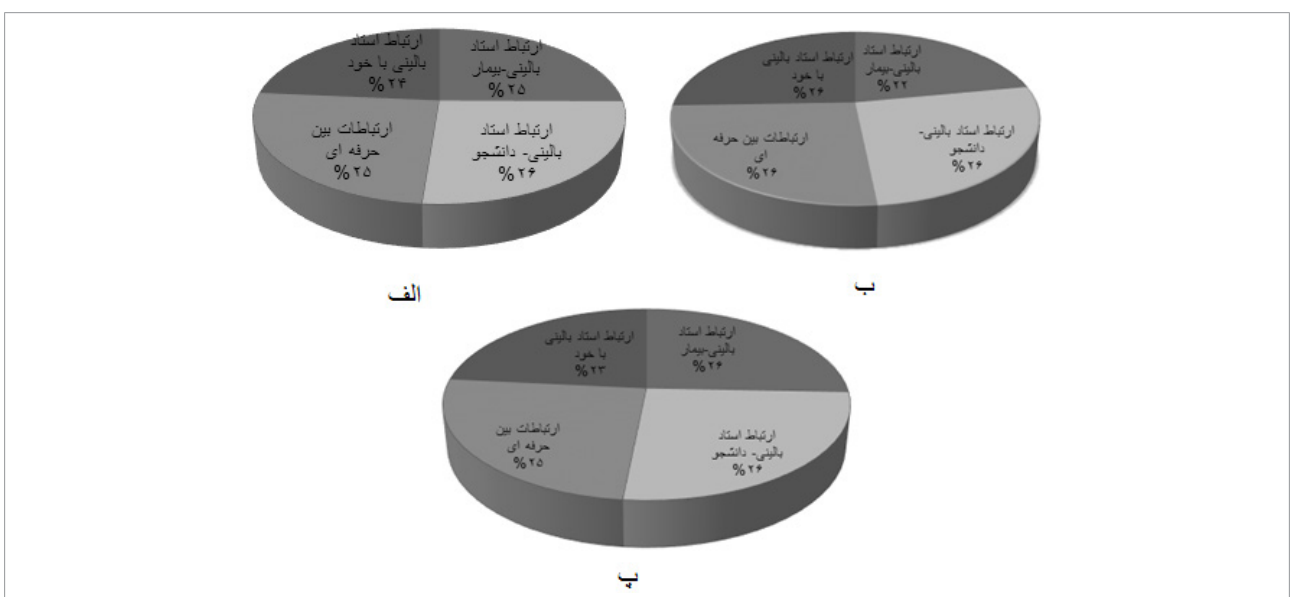 ارتباط استاد
بالینی-بیمار
%۲۵
ارتباط استاد
بالینی- دانشجو
%۲۶
ارتباطات بین
حرفه ای
%۲۵
ارتباط استاد
بالینی با خود
%۲۴
الف
ارتباط استاد
بالینی-بیمار
%۲۲
ارتباط استاد بالینی-
دانشجو
%۲۶
ارتباطات بین حرفه
ای
%۲۶
ارتباط استاد بالینی
با خود
%۲۶
ب
ارتباط استاد
بالینی-بیمار
%۲۶
ارتباط استاد
بالینی- دانشجو
%۲۶
ارتباطات بین
حرفه ای
%۲۵
ارتباط استاد بالینی
با خود
%۲۳
پ